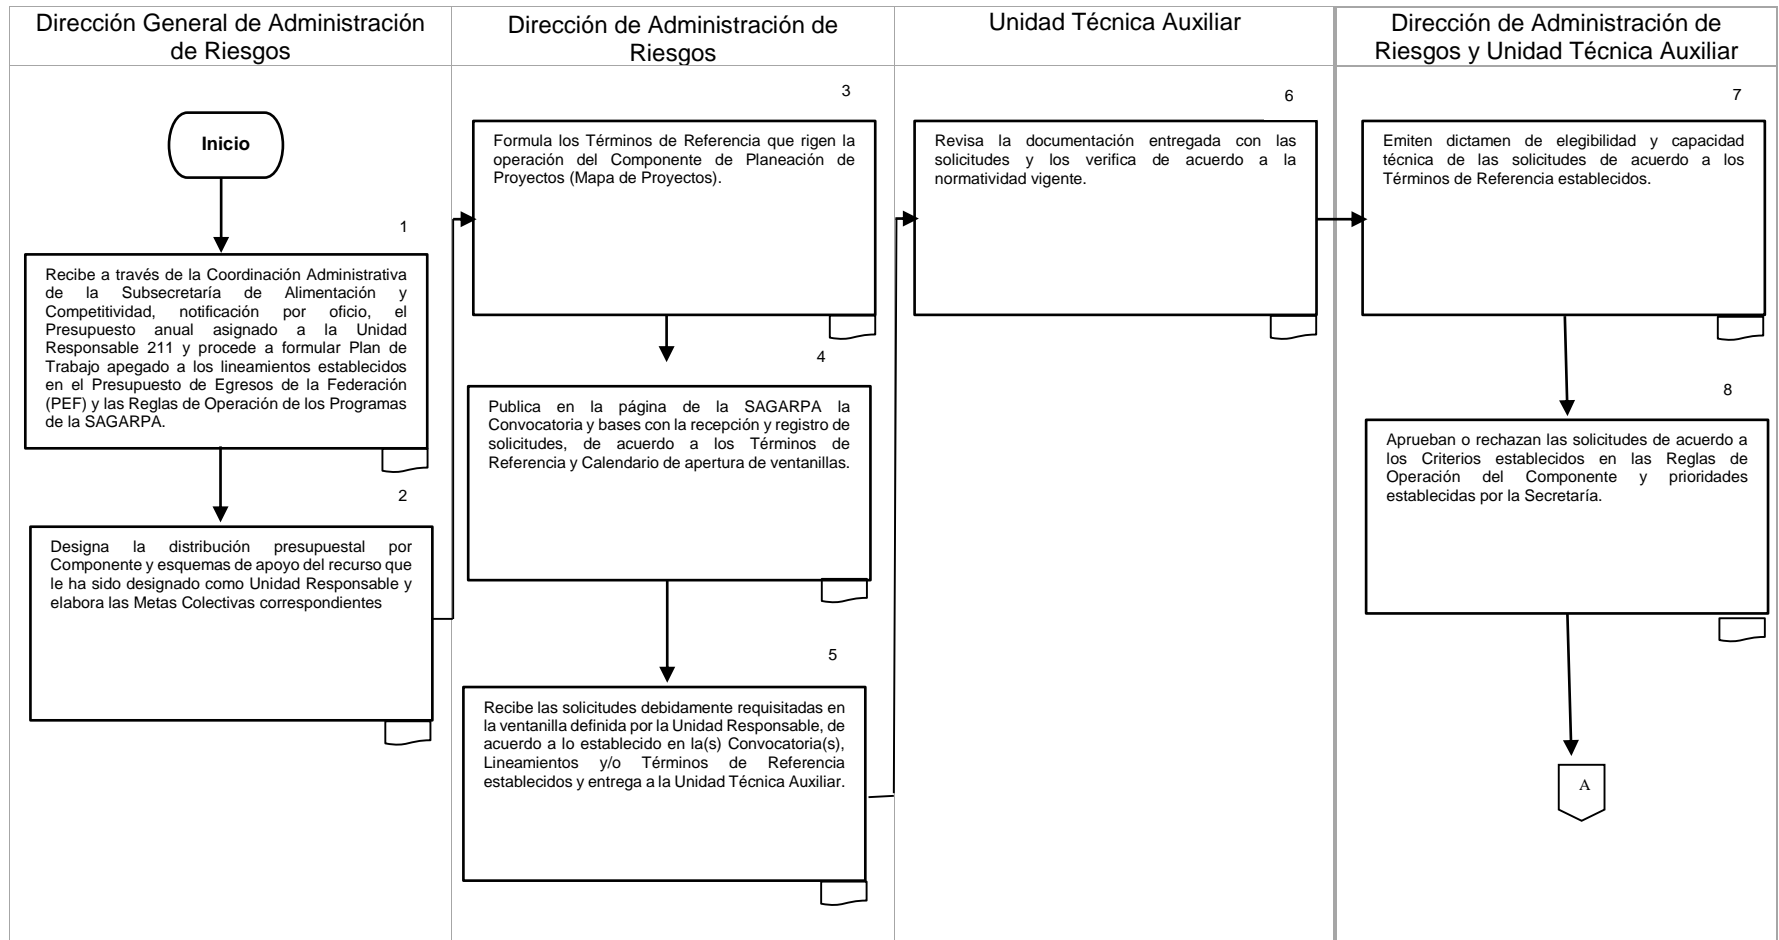 Dirección General de Administración
de Riesgos
Dirección de Administración de
Riesgos
Unidad Técnica Auxiliar
Dirección de Administración de
Riesgos y Unidad Técnica Auxiliar
Inicio
1
Recibe a través de la Coordinación Administrativa
de la Subsecretaría de Alimentación y
Competitividad, notificación por oficio, el
Presupuesto anual asignado a la Unidad
Responsable 211 y procede a formular Plan de
Trabajo apegado a los lineamientos establecidos
en el Presupuesto de Egresos de la Federación
(PEF) y las Reglas de Operación de los Programas
de la SAGARPA.
2
Designa la distribución presupuestal por
Componente y esquemas de apoyo del recurso que
le ha sido designado como Unidad Responsable y
elabora las Metas Colectivas correspondientes
3
Formula los Términos de Referencia que rigen la
operación del Componente de Planeación de
Proyectos (Mapa de Proyectos).
4
Publica en la página de la SAGARPA la
Convocatoria y bases con la recepción y registro de
solicitudes, de acuerdo a los Términos de
Referencia y Calendario de apertura de ventanillas.
5
Recibe las solicitudes debidamente requisitadas en
la ventanilla definida por la Unidad Responsable, de
acuerdo a lo establecido en la(s) Convocatoria(s),
Lineamientos y/o Términos de Referencia
establecidos y entrega a la Unidad Técnica Auxiliar.
6
Revisa la documentación entregada con las
solicitudes y los verifica de acuerdo a la
normatividad vigente.
7
Emiten dictamen de elegibilidad y capacidad
técnica de las solicitudes de acuerdo a los
Términos de Referencia establecidos.
8
Aprueban o rechazan las solicitudes de acuerdo a
los Criterios establecidos en las Reglas de
Operación del Componente y prioridades
establecidas por la Secretaría.
A